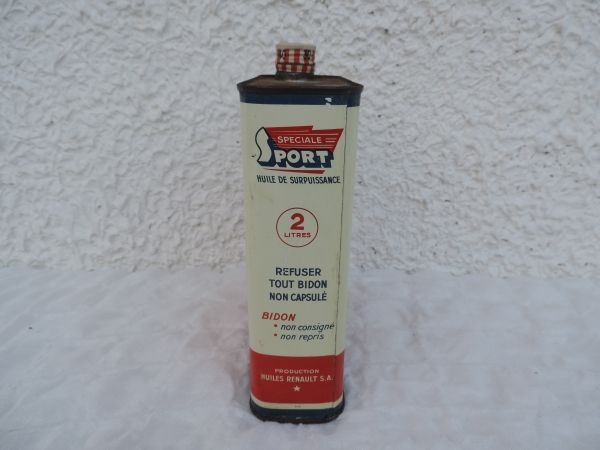 SPECIALE
SPORT
HUILE DE SURPUISSANCE
2
LITRES
REFUSER
TOUT BIDON
NON CAPSULÉ
BIDON
• non consigné
• non repris
PRODUCTION
HUILES RENAULT S.A.